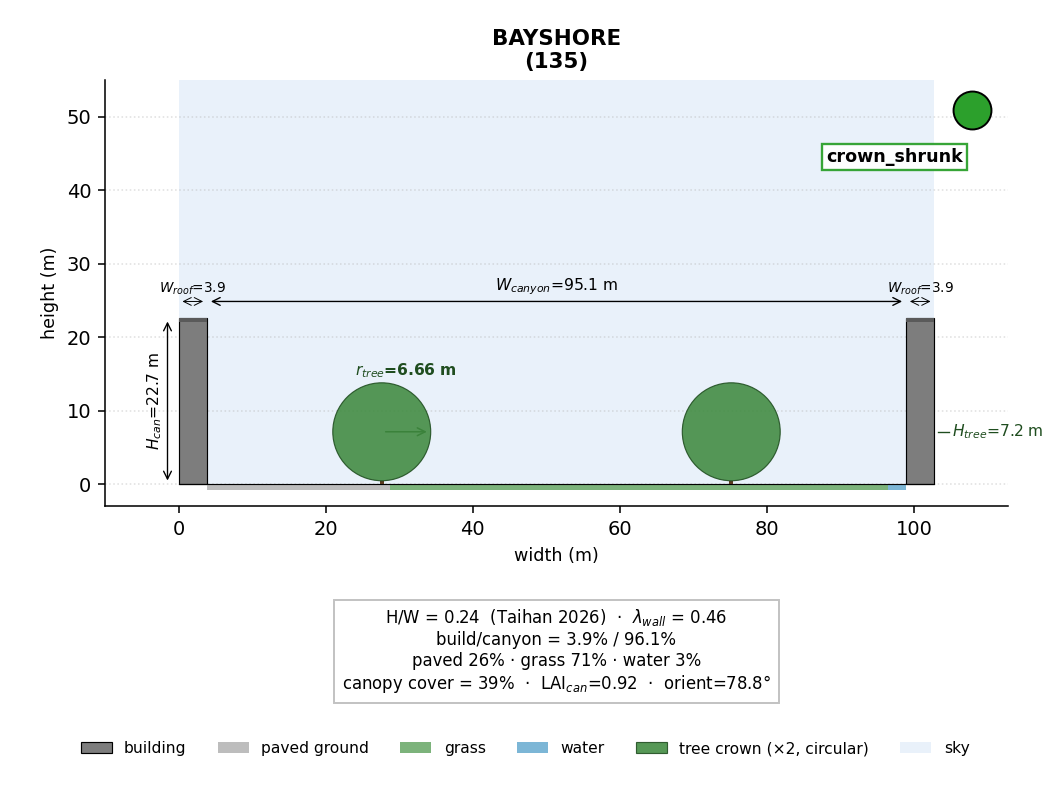 BAYSHORE
(135)
crown_shrunk
50
40
30
20
10
0
height (m)
W_roof=3.9
W_canyon=95.1 m
W_roof=3.9
H_can=22.7 m
r_tree=6.66 m
H_tree=7.2 m
0 20 40 60 80 100
width (m)
H/W = 0.24 (Taihan 2026) · λ_wall = 0.46
build/canyon = 3.9% / 96.1%
paved 26% · grass 71% · water 3%
canopy cover = 39% · LAI_can=0.92 · orient=78.8°
building paved ground grass water tree crown (×2, circular) sky